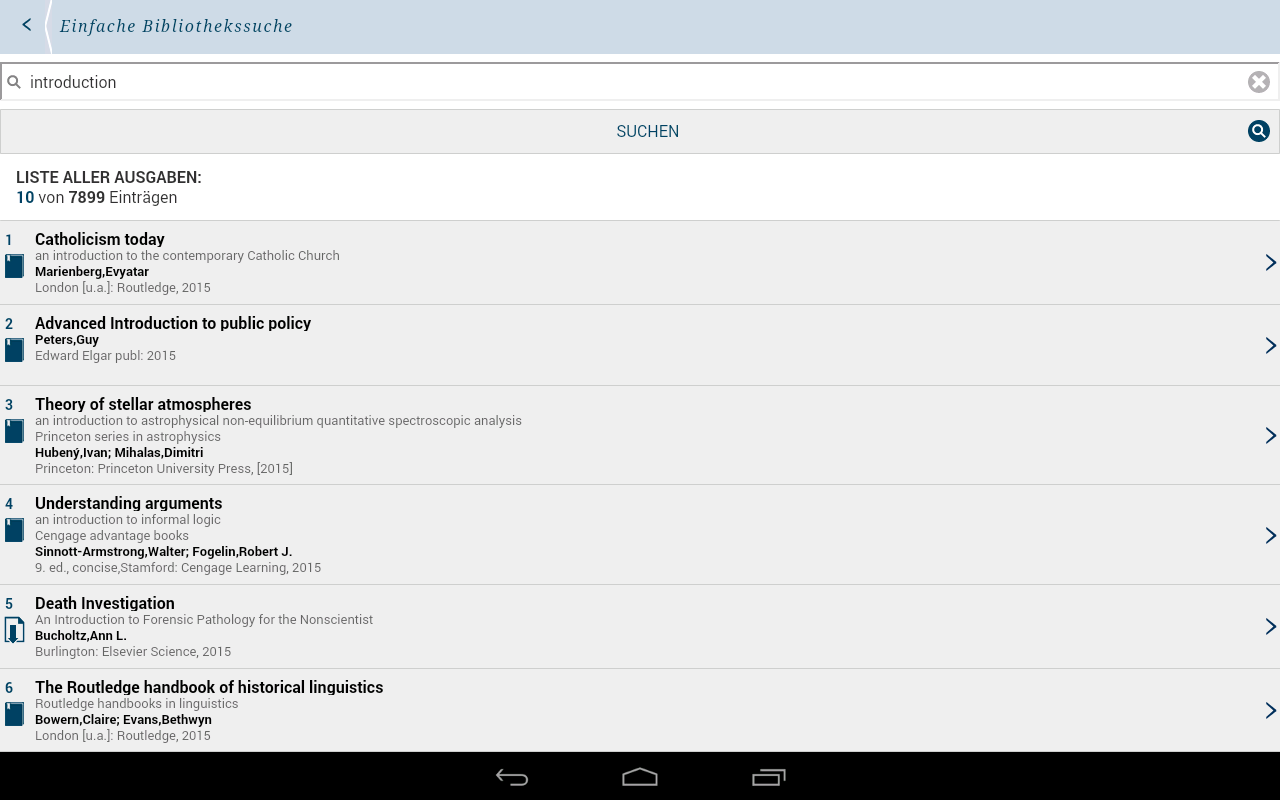 Einfache Bibliothekssuche
introduction
SUCHEN
LISTE ALLER AUSGABEN:
10 von 7899 Einträgen
1 Catholicism today
an introduction to the contemporary Catholic Church
Marienberg,Evyatar
London [u.a.]: Routledge, 2015
2 Advanced Introduction to public policy
Peters,Guy
Edward Elgar publ: 2015
3 Theory of stellar atmospheres
an introduction to astrophysical non-equilibrium quantitative spectroscopic analysis
Princeton series in astrophysics
Hubený,Ivan; Mihalas,Dimitri
Princeton: Princeton University Press, [2015]
4 Understanding arguments
an introduction to informal logic
Cengage advantage books
Sinnott-Armstrong,Walter; Fogelin,Robert J.
9. ed., concise,Stamford: Cengage Learning, 2015
5 Death Investigation
An Introduction to Forensic Pathology for the Nonscientist
Bucholtz,Ann L.
Burlington: Elsevier Science, 2015
6 The Routledge handbook of historical linguistics
Routledge handbooks in linguistics
Bowern,Claire; Evans,Bethwyn
London [u.a.]: Routledge, 2015